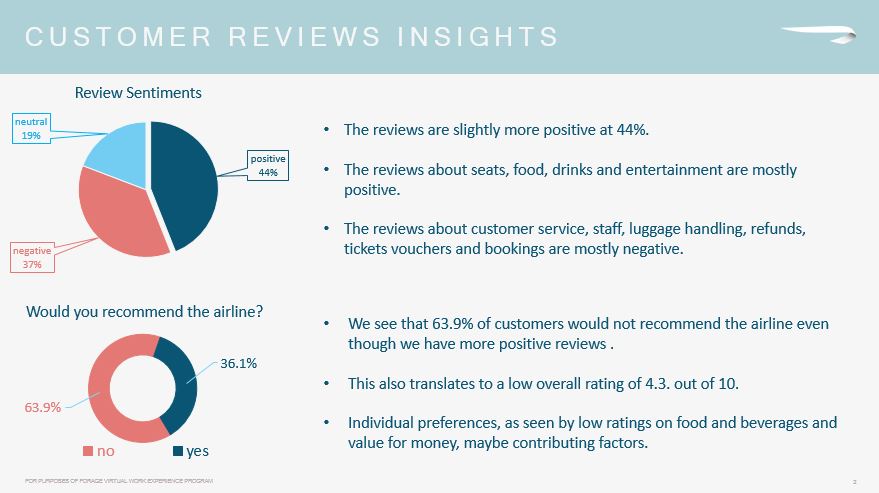 CUSTOMER REVIEWS INSIGHTS
Review Sentiments
neutral
19%
positive
44%
negative
37%
• The reviews are slightly more positive at 44%.
• The reviews about seats, food, drinks and entertainment are mostly
positive.
• The reviews about customer service, staff, luggage handling, refunds,
tickets vouchers and bookings are mostly negative.
Would you recommend the airline?
36.1%
63.9%
no
yes
• We see that 63.9% of customers would not recommend the airline even
though we have more positive reviews .
• This also translates to a low overall rating of 4.3. out of 10.
• Individual preferences, as seen by low ratings on food and beverages and
value for money, maybe contributing factors.
FOR PURPOSES OF FORAGE VIRTUAL WORK EXPERIENCE PROGRAM
2